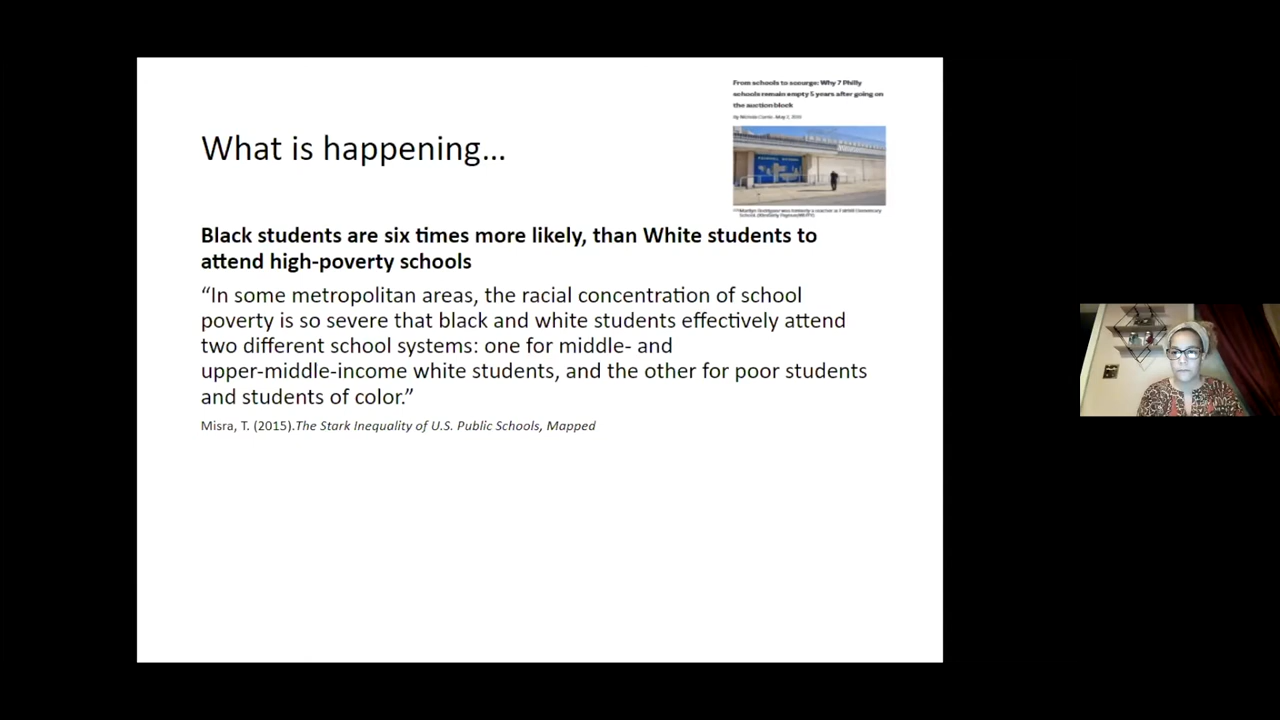 From schools to scourge: Why 7 Philly
schools remain empty 5 years after going on
the auction block
What is happening...
Black students are six times more likely, than White students to
attend high-poverty schools
“In some metropolitan areas, the racial concentration of school
poverty is so severe that black and white students effectively attend
two different school systems: one for middle- and
upper-middle-income white students, and the other for poor students
and students of color.”
Misra, T. (2015).The Stark Inequality of U.S. Public Schools, Mapped